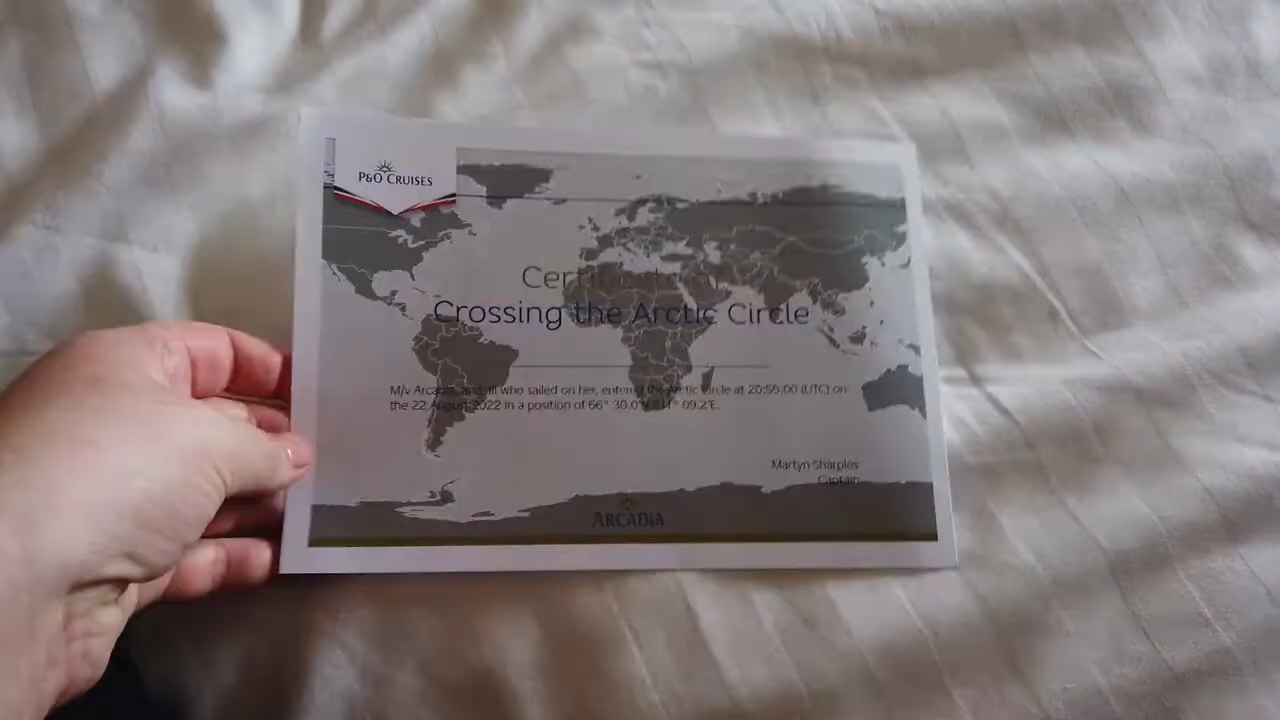 P&O CRUISES
Certificate of
Crossing the Arctic Circle
M/v Arcadia, and all who sailed on her, entered the Arctic Circle at 20:55:00 (UTC) on
the 22 August 2022 in a position of 66° 30.0'N 09.2'E.
Martyn Sharples
Captain
ARCADIA